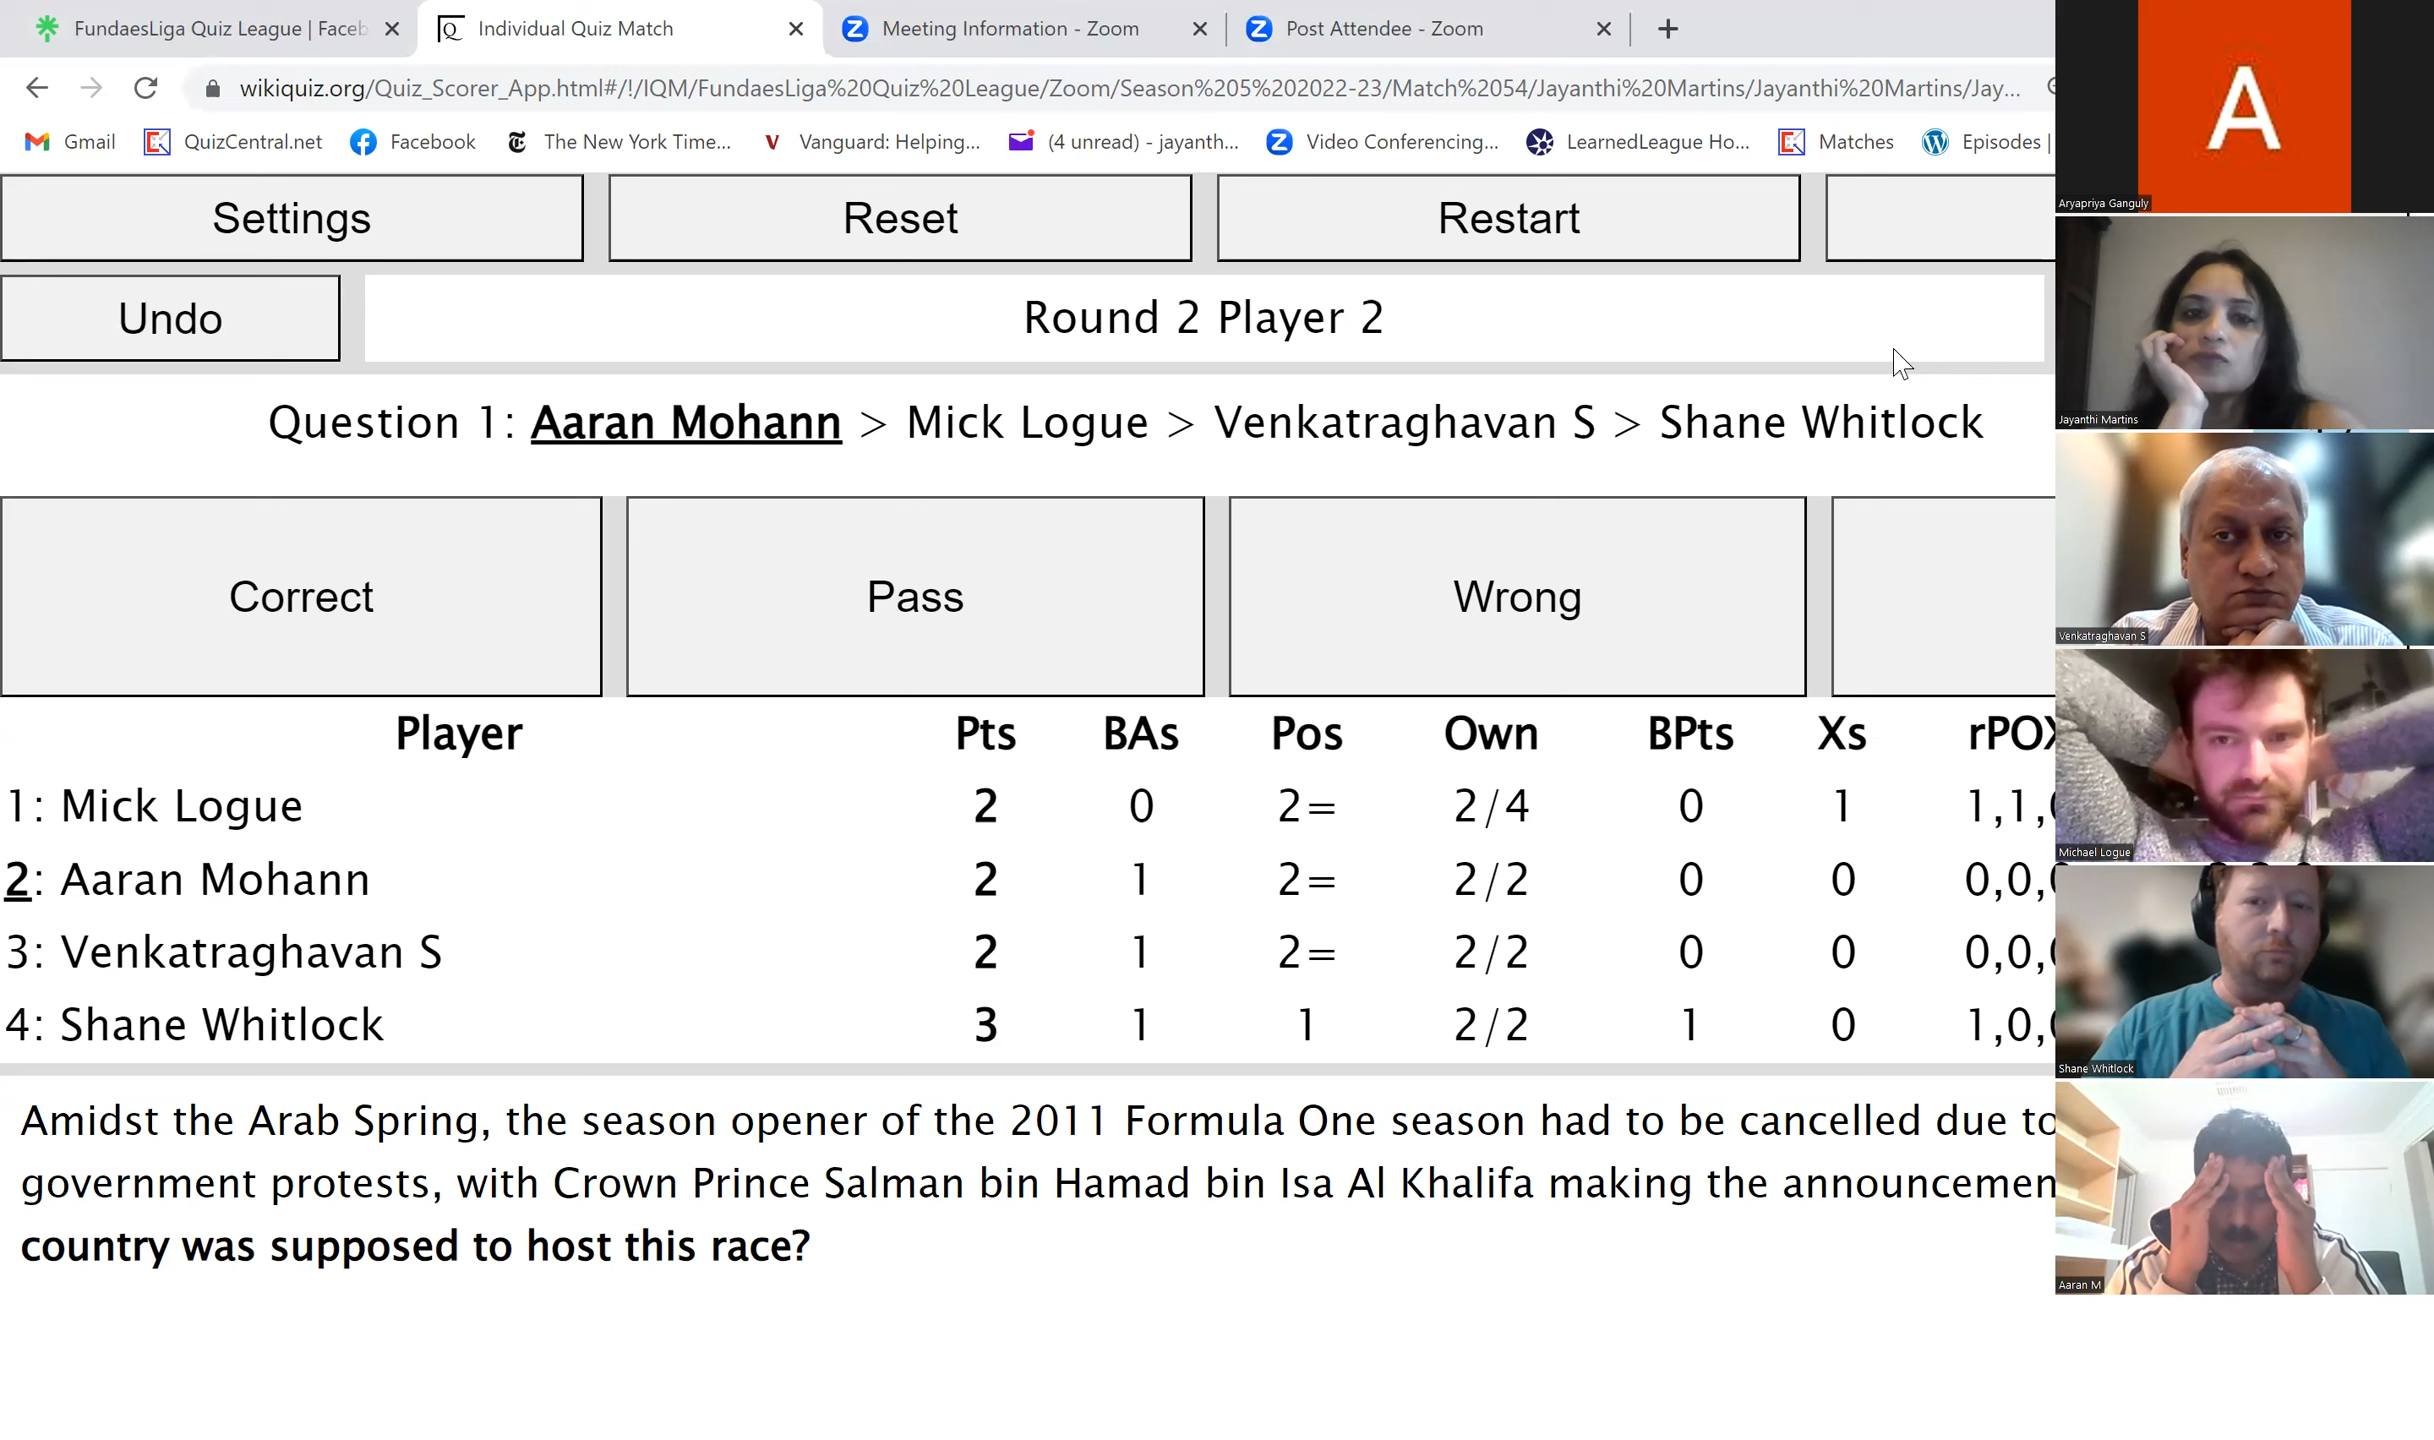 FundaesLiga Quiz League | Faceb
Individual Quiz Match
Meeting Information - Zoom
Post Attendee - Zoom
wikiquiz.org/Quiz_Scorer_App.html#/!/IQM/FundaesLiga%20Quiz%20League/Zoom/Season%205%202022-23/Match%2054/Jayanthi%20Martins/Jayanthi%20Martins/Jay...
Gmail QuizCentral.net Facebook The New York Time... Vanguard: Helping... (4 unread) - jayanth... Video Conferencing... LearnedLeague Ho... Matches Episodes |
Settings Reset Restart
Undo Round 2 Player 2
Question 1: Aaran Mohann > Mick Logue > Venkatraghavan S > Shane Whitlock
Correct Pass Wrong
Player Pts BAs Pos Own BPts Xs rPOX
1: Mick Logue 2 0 2= 2/4 0 1 1,1,
2: Aaran Mohann 2 1 2= 2/2 0 0 0,0,
3: Venkatraghavan S 2 1 2= 2/2 0 0 0,0,
4: Shane Whitlock 3 1 1 2/2 1 0 1,0,
Amidst the Arab Spring, the season opener of the 2011 Formula One season had to be cancelled due to
government protests, with Crown Prince Salman bin Hamad bin Isa Al Khalifa making the announcemen
country was supposed to host this race?
A
Aryapriya Ganguly
Jayanthi Martins
Venkatraghavan S
Michael Logue
Shane Whitlock
Aaran M